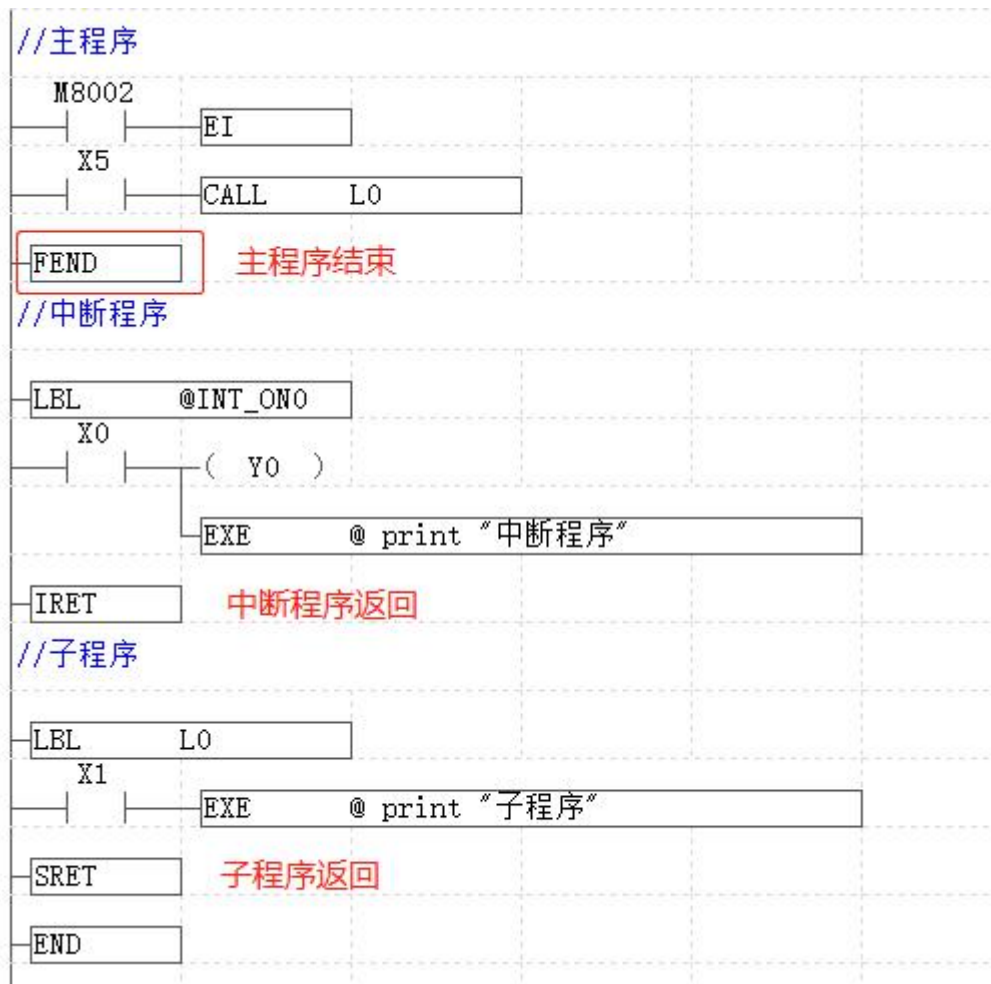 //主程序
M8002
EI
X5
CALL L0
FEND 主程序结束
//中断程序
LBL @INT_ON0
X0
( Y0 )
EXE @ print "中断程序"
IRET 中断程序返回
//子程序
LBL L0
X1
EXE @ print "子程序"
SRET 子程序返回
END